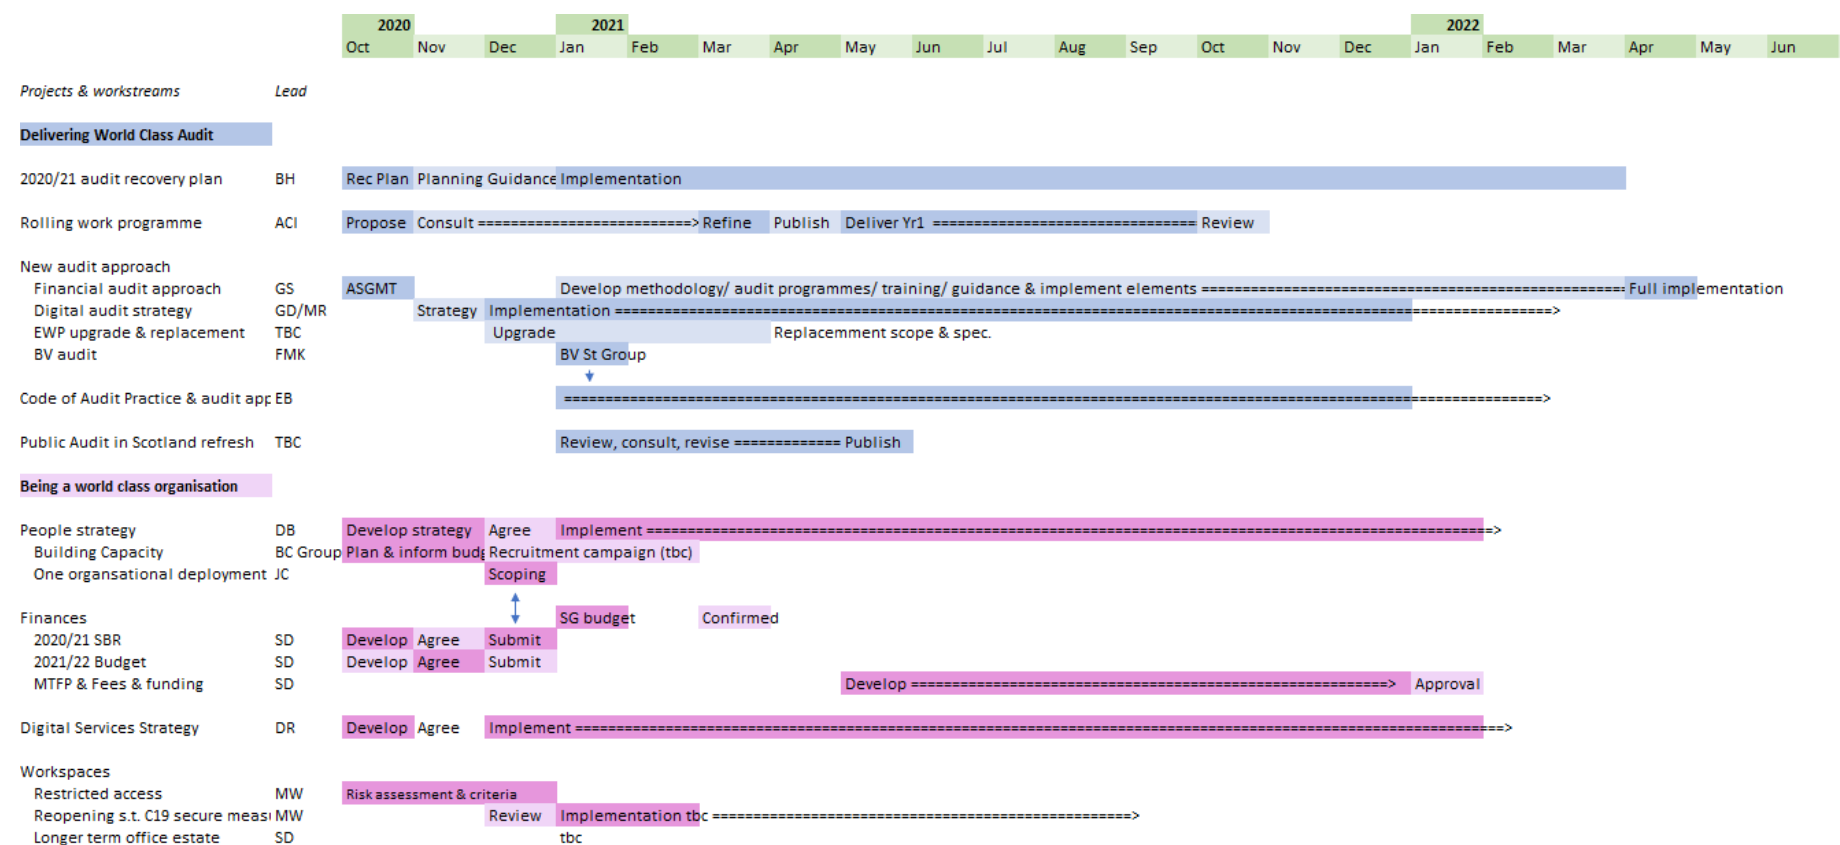 2020 2021 2022
Oct Nov Dec Jan Feb Mar Apr May Jun Jul Aug Sep Oct Nov Dec Jan Feb Mar Apr May Jun
Projects & workstreams Lead
Delivering World Class Audit
2020/21 audit recovery plan BH Rec Plan Planning Guidance Implementation
Rolling work programme ACI Propose Consult ==========================> Refine Publish Deliver Yr1 ================================ Review
New audit approach
Financial audit approach GS ASGMT Develop methodology/ audit programmes/ training/ guidance & implement elements ==================================================== Full implementation
Digital audit strategy GD/MR Strategy Implementation ==================================================================================================================>
EWP upgrade & replacement TBC Upgrade Replacemment scope & spec.
BV audit FMK BV St Group
Code of Audit Practice & audit app EB =======================================================================================================================>
Public Audit in Scotland refresh TBC Review, consult, revise ============= Publish
Being a world class organisation
People strategy DB Develop strategy Agree Implement =======================================================================================================>
Building Capacity BC Group Plan & inform budg Recruitment campaign (tbc)
One organsational deployment JC Scoping
Finances SG budget Confirmed
2020/21 SBR SD Develop Agree Submit
2021/22 Budget SD Develop Agree Submit
MTFP & Fees & funding SD Develop ==========================================================> Approval
Digital Services Strategy DR Develop Agree Implement =================================================================================================================>
Workspaces
Restricted access MW Risk assessment & criteria
Reopening s.t. C19 secure meas MW Review Implementation tbc ===================================================>
Longer term office estate SD tbc